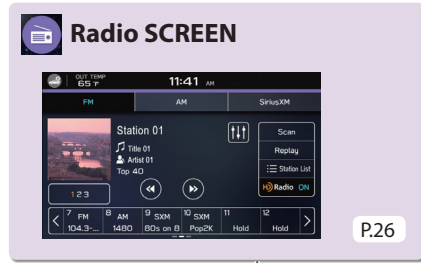 Radio SCREEN
OUT TEMP
65 °F
11:41 AM
FM AM SiriusXM
Station 01
Title 01
Artist 01
Top 40
Scan
Replay
Station List
HD Radio ON
1 2 3
7 FM 8 AM 9 SXM 10 SXM 11 12
104.3-... 1480 80s on 8 Pop2K Hold Hold
P.26